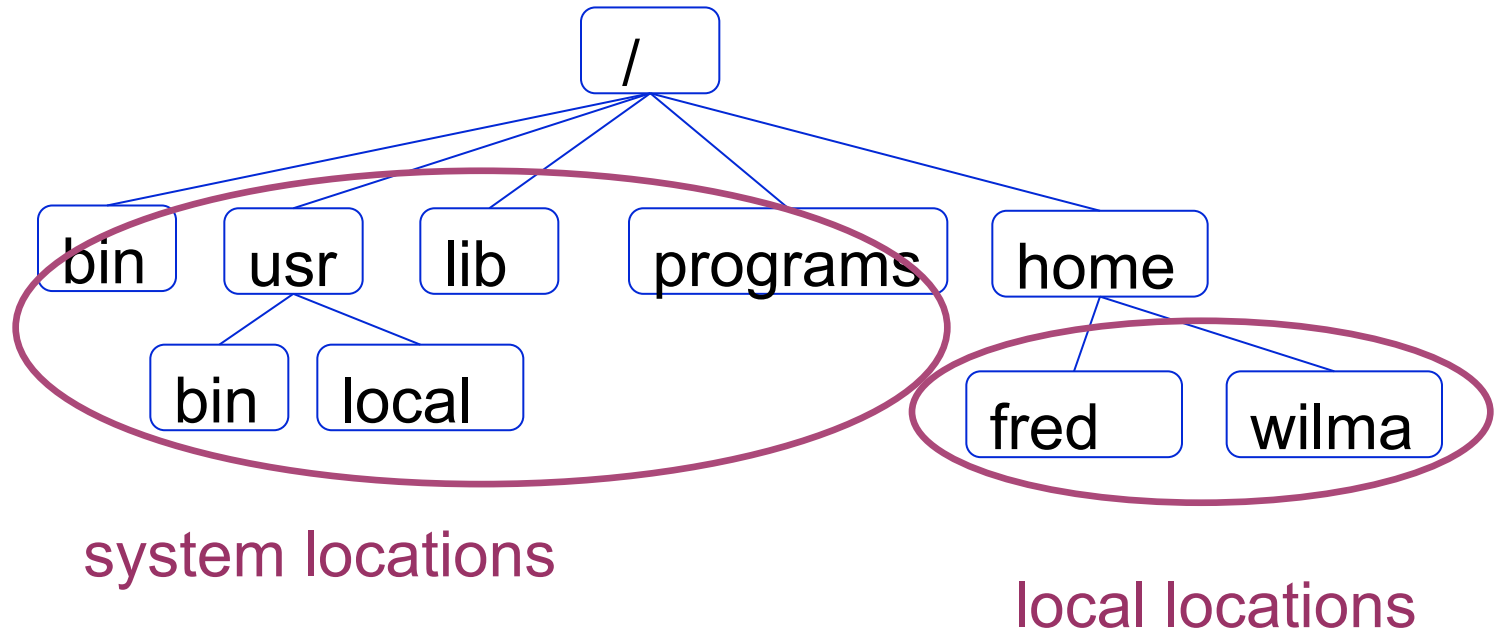 /
bin usr lib programs home
bin local fred wilma
system locations
local locations